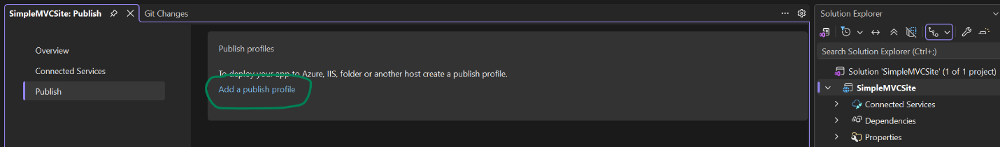 SimpleMVCSite: Publish
Git Changes
Overview
Connected Services
Publish
Publish profiles
To deploy your app to Azure, IIS, folder or another host create a publish profile.
Add a publish profile
Solution Explorer
Search Solution Explorer (Ctrl+;)
Solution 'SimpleMVCSite' (1 of 1 project)
SimpleMVCSite
Connected Services
Dependencies
Properties